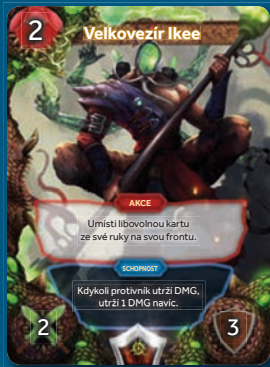 2
Velkovezír Ikee
AKCE
Umísti libovolnou kartu
ze své ruky na svou frontu.
SCHOPNOST
Kdykoli protivník utrží DMG,
utrží 1 DMG navíc.
2
3